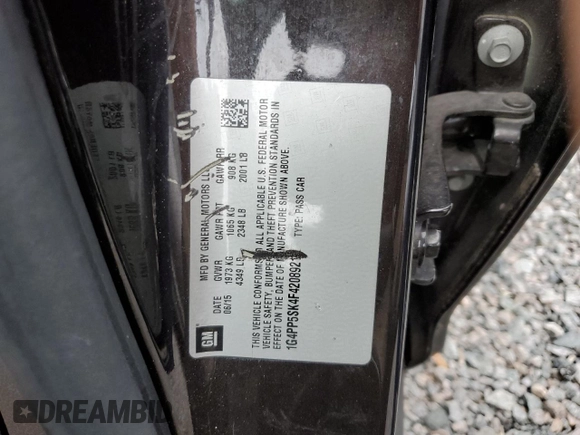 GM
MFD BY GENERAL MOTORS LLC
DATE GVWR GAWR FRT GAWR RR
06/15 1973 KG 1065 KG 908 KG
4349 LB 2348 LB 2001 LB
THIS VEHICLE CONFORMS TO ALL APPLICABLE U.S. FEDERAL MOTOR
VEHICLE SAFETY, BUMPER, AND THEFT PREVENTION STANDARDS IN
EFFECT ON THE DATE OF MANUFACTURE SHOWN ABOVE.
TYPE: PASS CAR
1G4PP5SK4F420892
DREAMBID